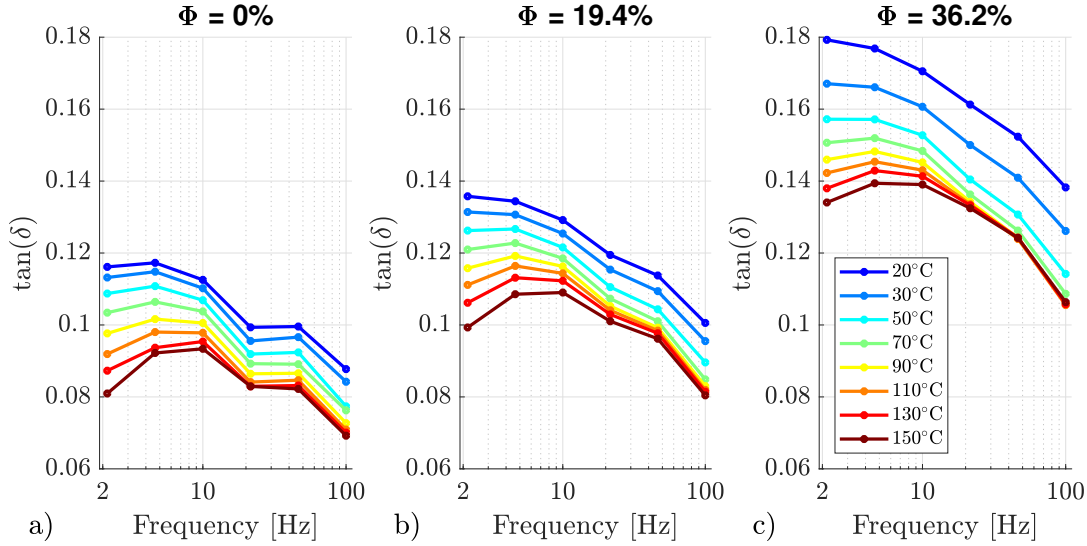 Φ = 0%
0.18
0.16
0.14
0.12
0.1
0.08
0.06
tan(δ)
2
10
100
Frequency [Hz]
a)
Φ = 19.4%
0.18
0.16
0.14
0.12
0.1
0.08
0.06
tan(δ)
2
10
100
Frequency [Hz]
b)
Φ = 36.2%
0.18
0.16
0.14
0.12
0.1
0.08
0.06
tan(δ)
20°C
30°C
50°C
70°C
90°C
110°C
130°C
150°C
2
10
100
Frequency [Hz]
c)